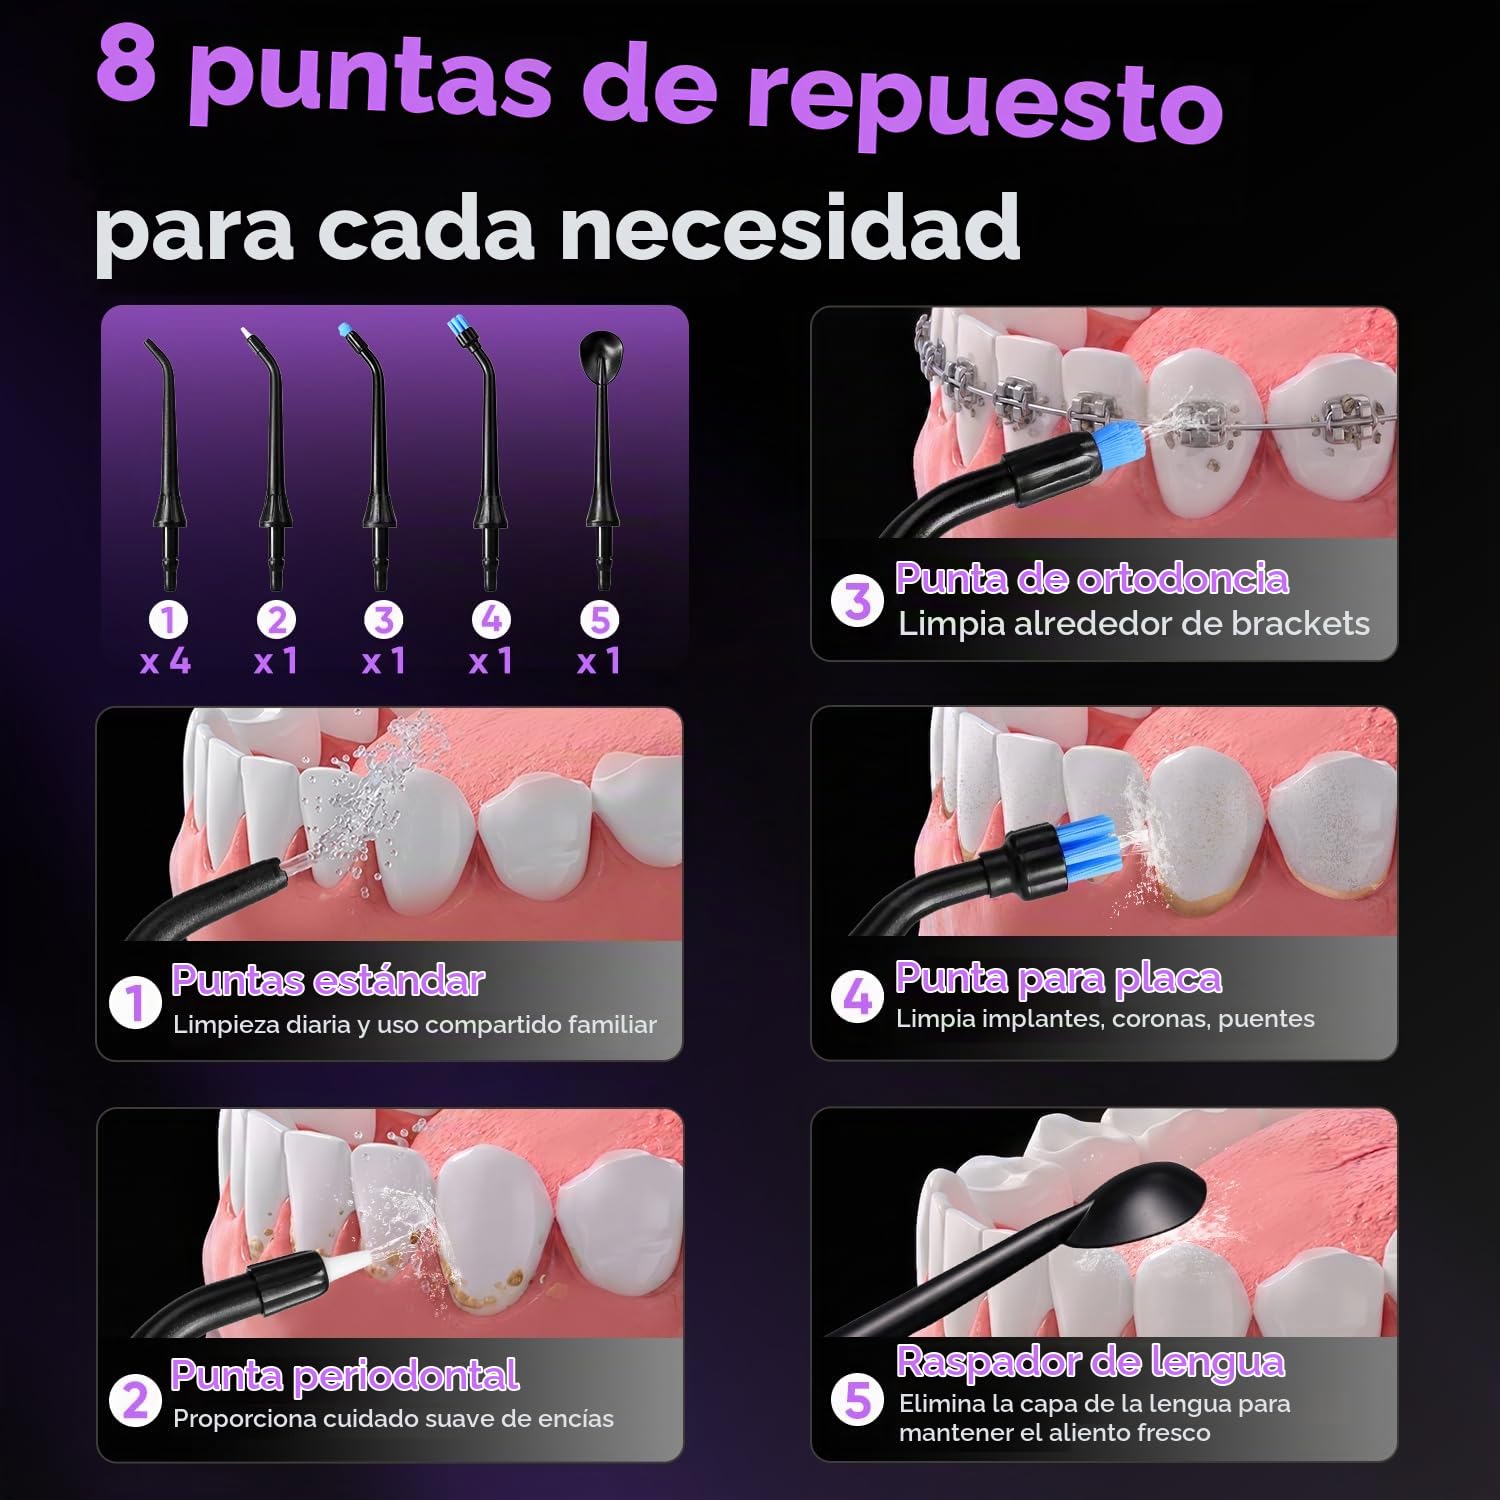 8 puntas de repuesto
para cada necesidad
1 2 3 4 5
x 4 x 1 x 1 x 1 x 1
3 Punta de ortodoncia
Limpia alrededor de brackets
1 Puntas estándar
Limpieza diaria y uso compartido familiar
4 Punta para placa
Limpia implantes, coronas, puentes
2 Punta periodontal
Proporciona cuidado suave de encías
5 Raspador de lengua
Elimina la capa de la lengua para
mantener el aliento fresco